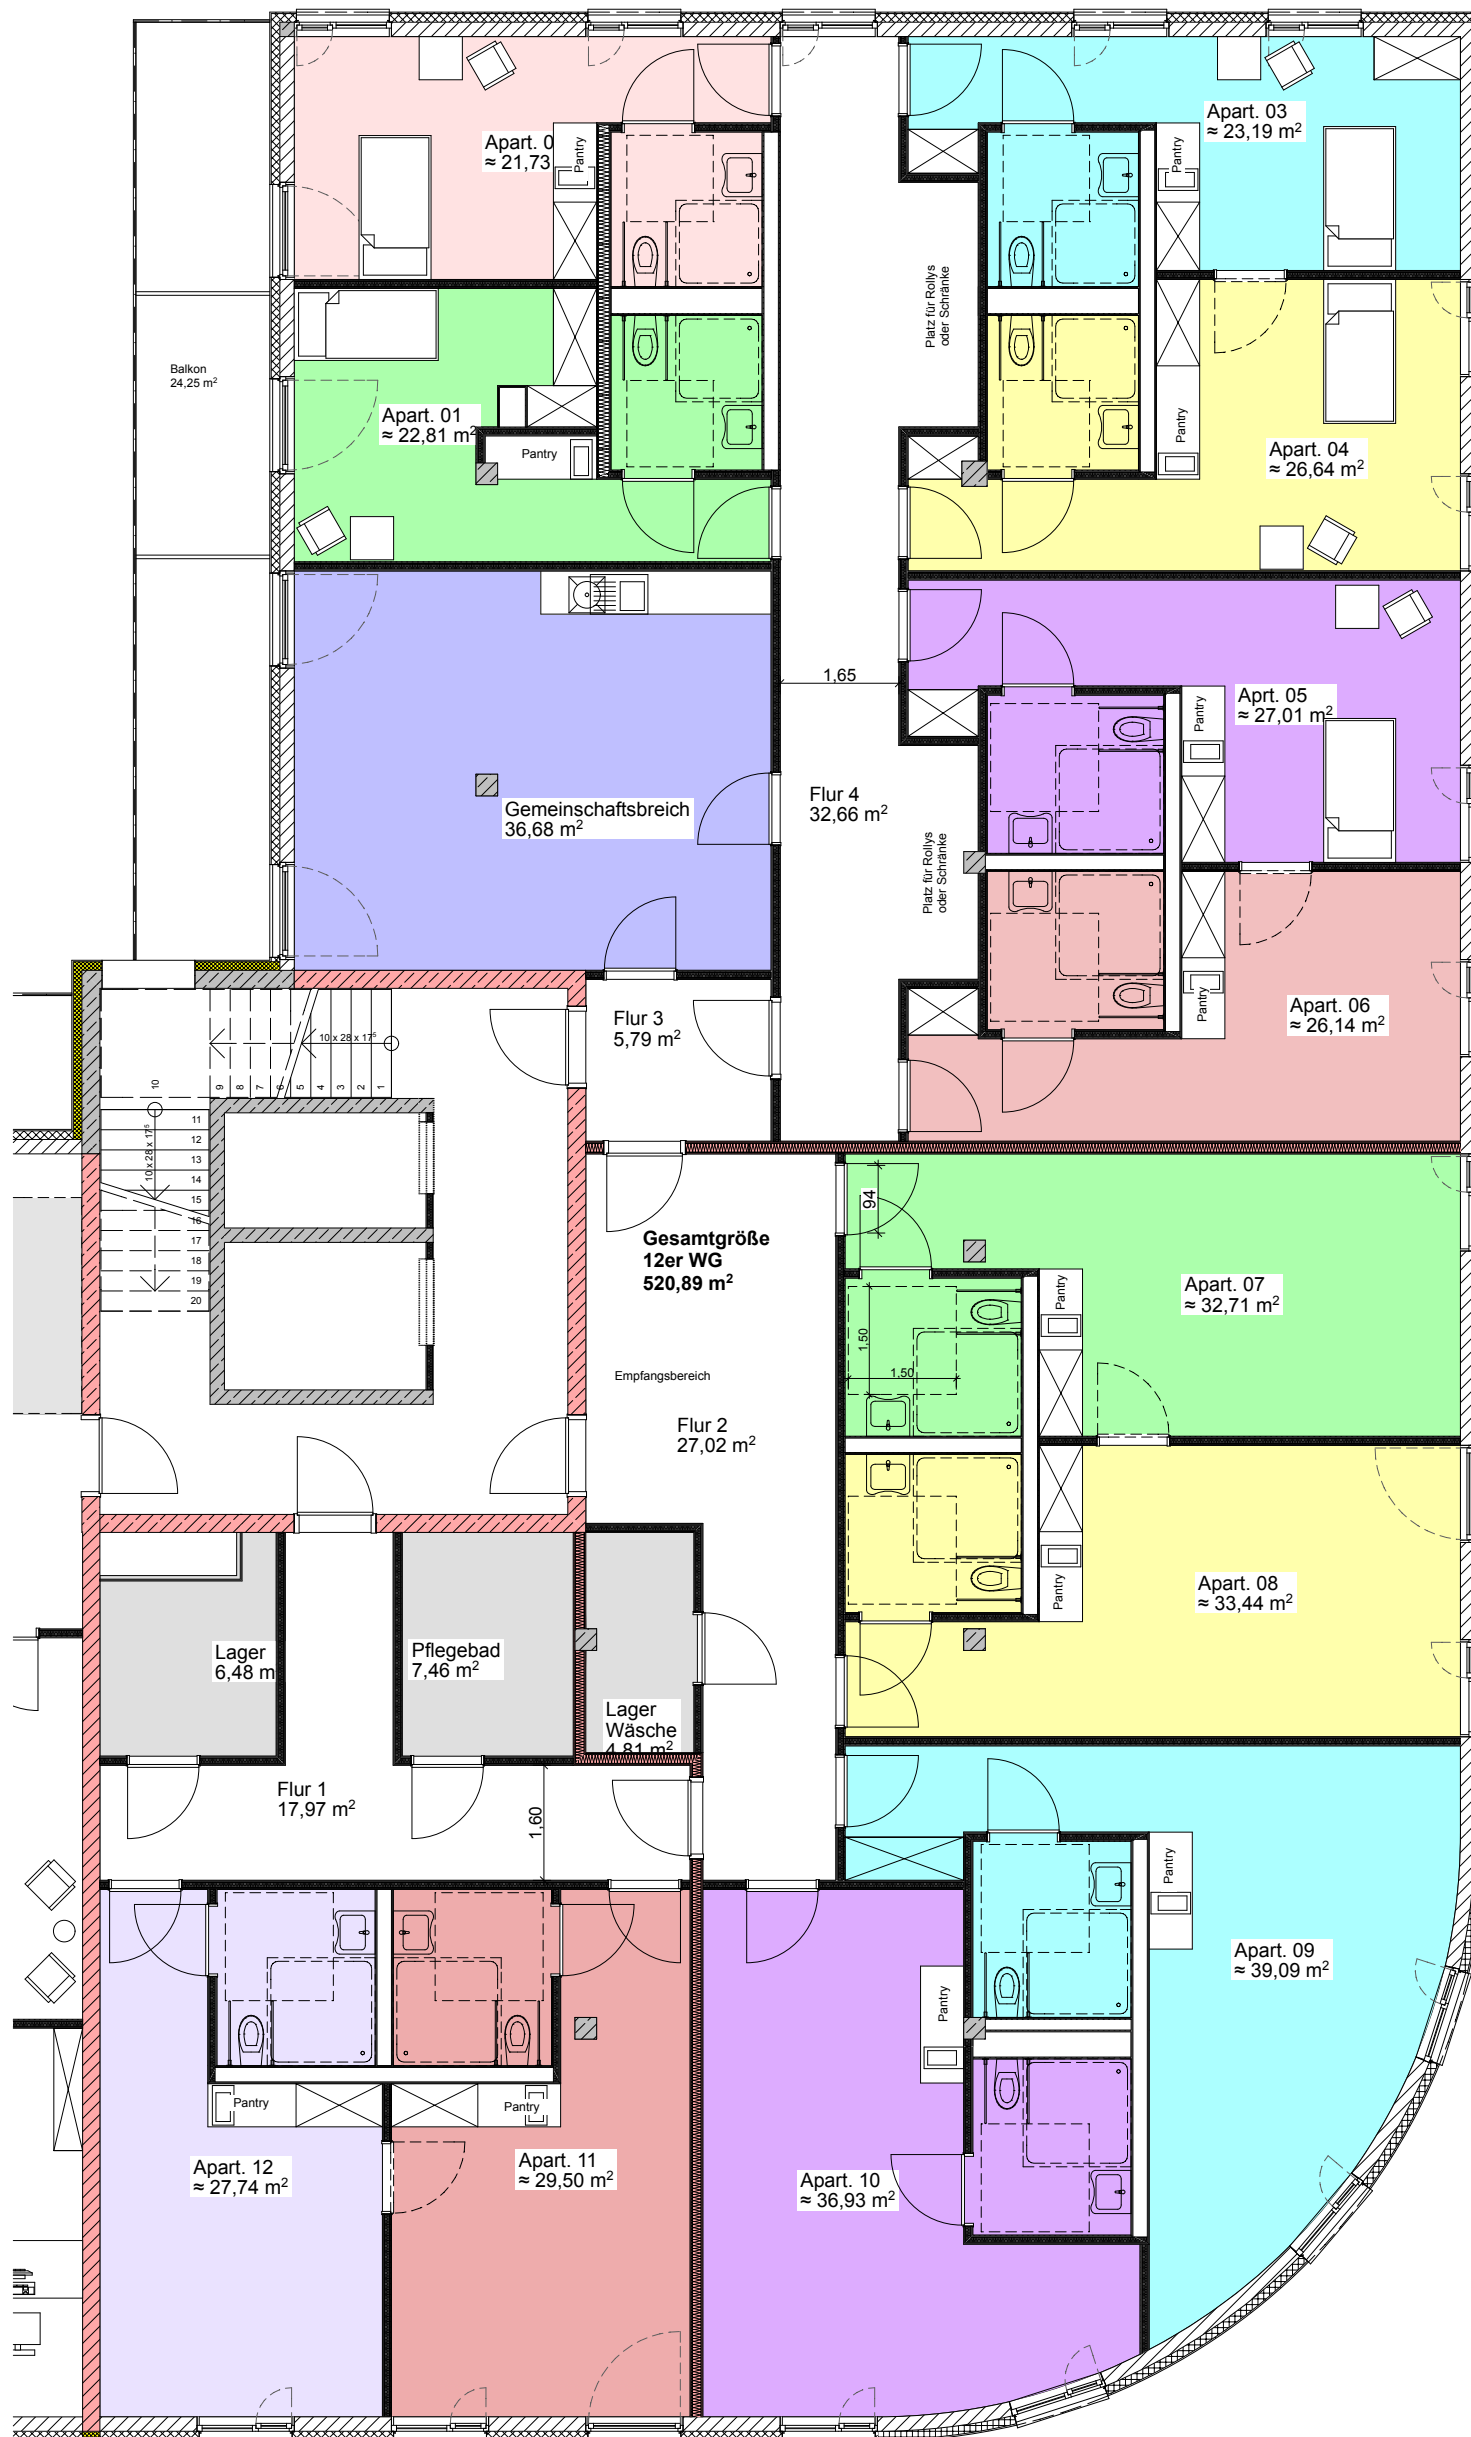 Apart. 0
≈ 21,73
Pantry
Apart. 03
≈ 23,19 m²
Pantry
Platz für Rollys
oder Schränke
Balkon
24,25 m²
Apart. 01
≈ 22,81 m²
Pantry
Pantry
Apart. 04
≈ 26,64 m²
1,65
Aprt. 05
≈ 27,01 m²
Pantry
Gemeinschaftsbreich
36,68 m²
Flur 4
32,66 m²
Platz für Rollys
oder Schränke
Flur 3
5,79 m²
Pantry
Apart. 06
≈ 26,14 m²
10 x 28 x 17⁵
10
9
8
7
6
5
4
3
2
1
10 x 28 x 17⁵
11
12
13
14
15
16
17
18
19
20
94
Gesamtgröße
12er WG
520,89 m²
Pantry
Apart. 07
≈ 32,71 m²
1,50
1,50
Empfangsbereich
Flur 2
27,02 m²
Pantry
Apart. 08
≈ 33,44 m²
Lager
6,48 m
Pflegebad
7,46 m²
Lager
Wäsche
4,81 m²
Flur 1
17,97 m²
1,60
Pantry
Apart. 09
≈ 39,09 m²
Pantry
Pantry
Pantry
Apart. 12
≈ 27,74 m²
Apart. 11
≈ 29,50 m²
Apart. 10
≈ 36,93 m²